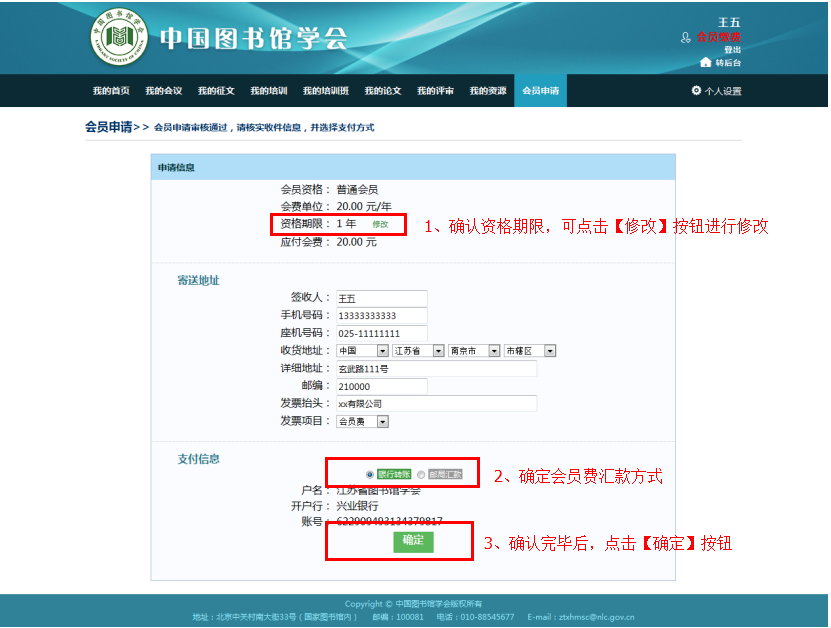 中国图书馆学会
LIBRARY SOCIETY OF CHINA
王五
会员缴费
登出
转后台
我的首页 我的会议 我的征文 我的培训 我的培训班 我的论文 我的评审 我的资源 会员申请 个人设置
会员申请>> 会员申请审核通过，请核实收件信息，并选择支付方式
申请信息
会员资格： 普通会员
会费单位： 20.00 元/年
资格期限： 1 年 修改
1、确认资格期限，可点击【修改】按钮进行修改
应付会费： 20.00 元
寄送地址
签收人： 王五
手机号码： 13333333333
座机号码： 025-11111111
收货地址： 中国 江苏省 南京市 市辖区
详细地址： 玄武路111号
邮编： 210000
发票抬头： xx有限公司
发票项目： 会员费
支付信息
银行转账 邮局汇款
2、确定会员费汇款方式
户名： 江苏省图书馆学会
开户行： 兴业银行
账号： 622909493134379817
确定
3、确认完毕后，点击【确定】按钮
Copyright © 中国图书馆学会版权所有
地址：北京中关村南大街33号（国家图书馆内） 邮编：100081 电话：010-88545677 E-mail：ztxhmsc@nlc.gov.cn